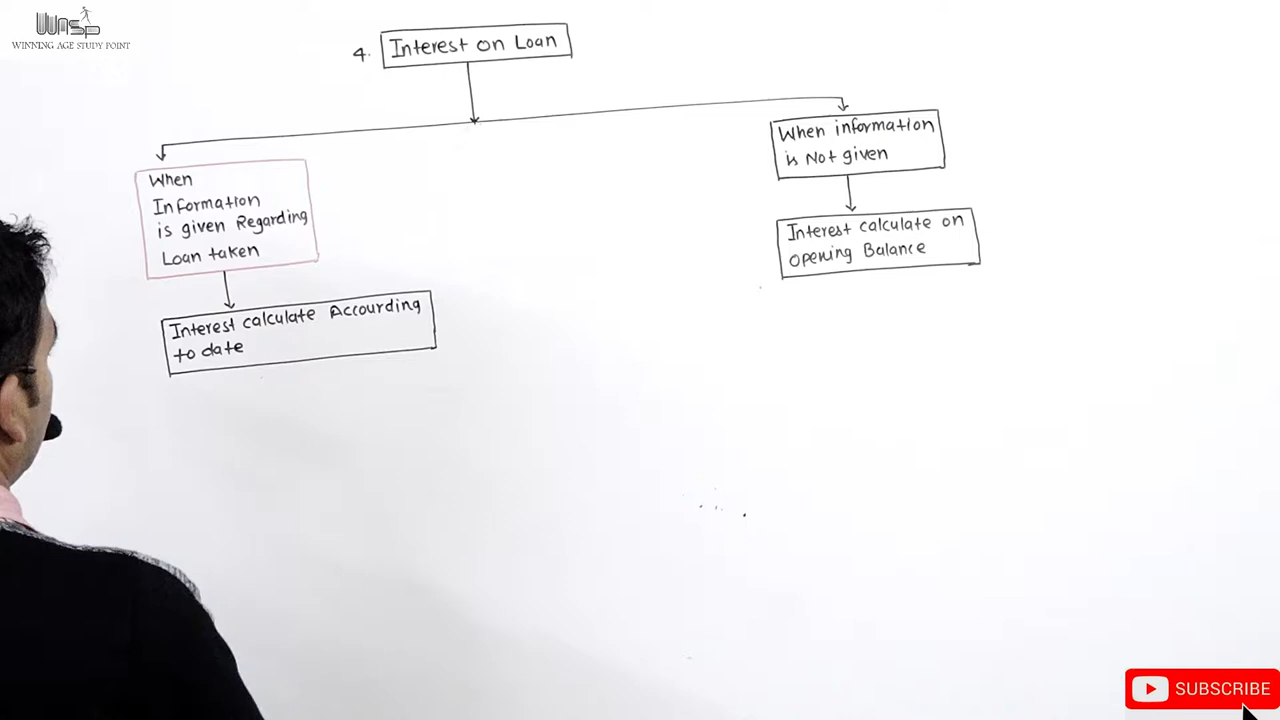 WASP
WINNING AGE STUDY POINT
4. Interest on Loan
When
Information
is given Regarding
Loan taken
Interest calculate Accourding
to date
When information
is Not given
Interest calculate on
Opening Balance
SUBSCRIBE